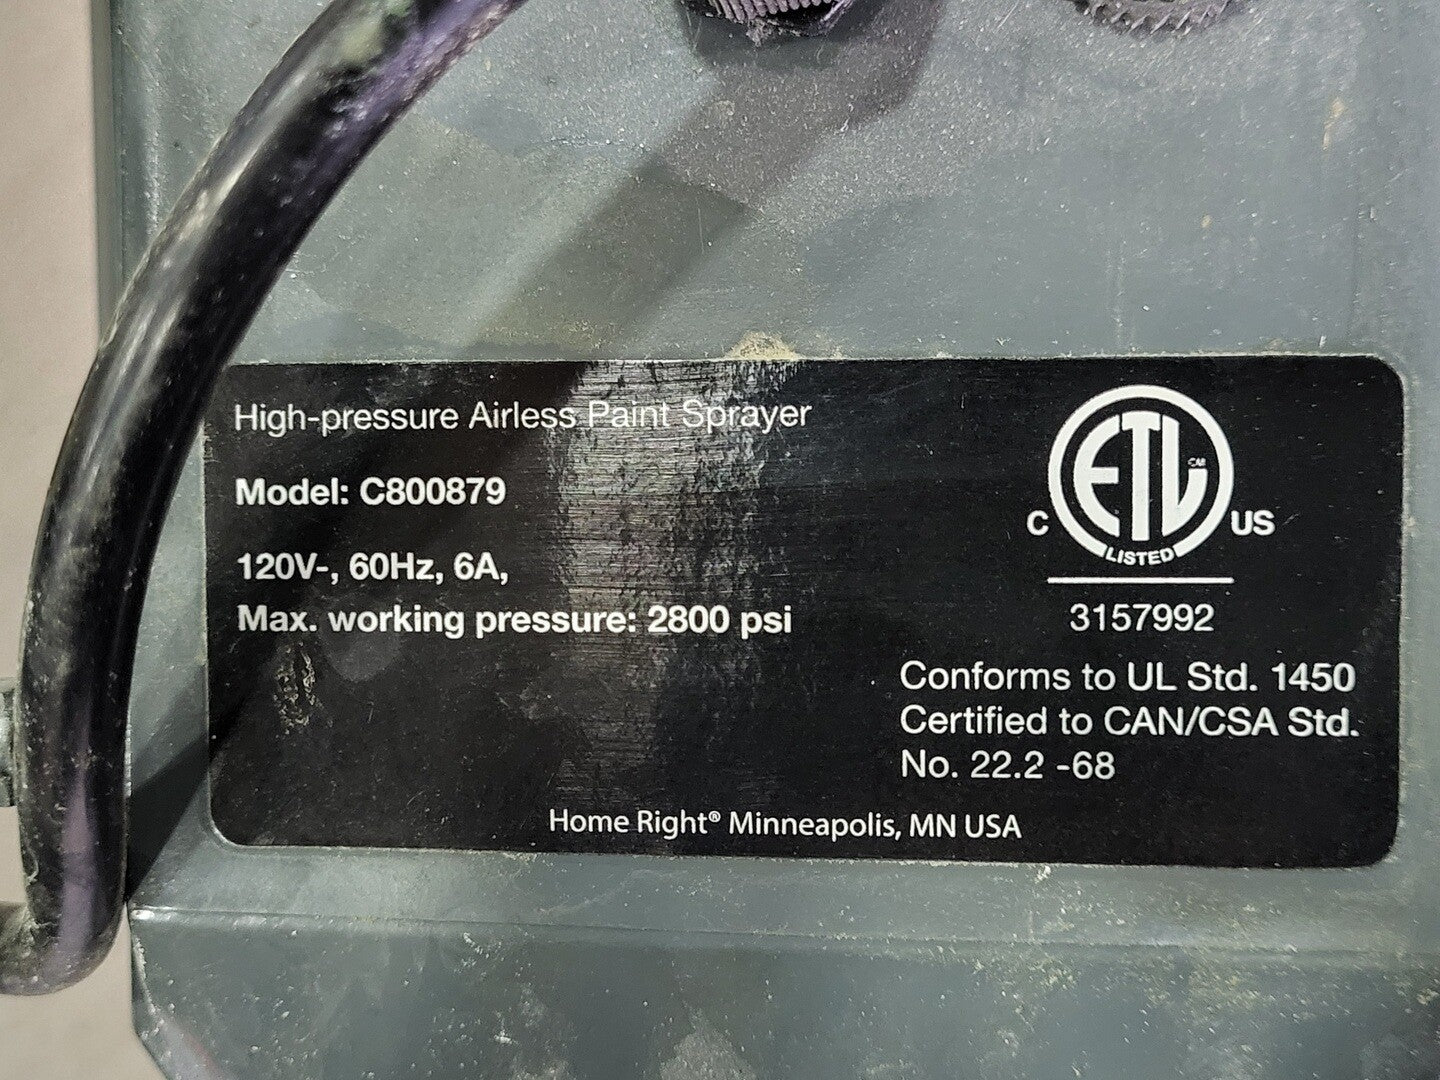 High-pressure Airless Paint Sprayer
Model: C800879
120V~, 60Hz, 6A,
Max. working pressure: 2800 psi
ETL CM
C US
LISTED
3157992
Conforms to UL Std. 1450
Certified to CAN/CSA Std.
No. 22.2 -68
Home Right® Minneapolis, MN USA